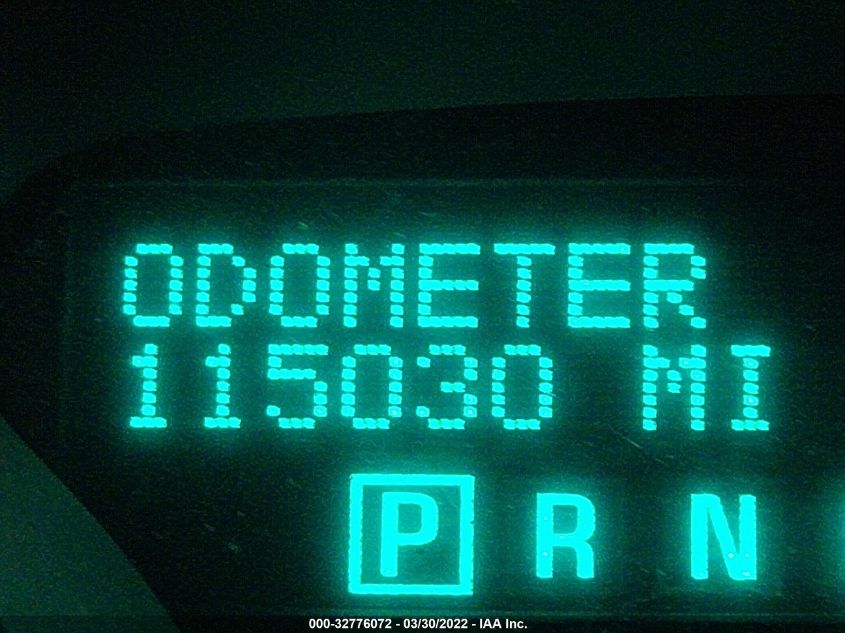 ODOMETER
115030 MI
P R N
000-32776072 - 03/30/2022 - IAA Inc.